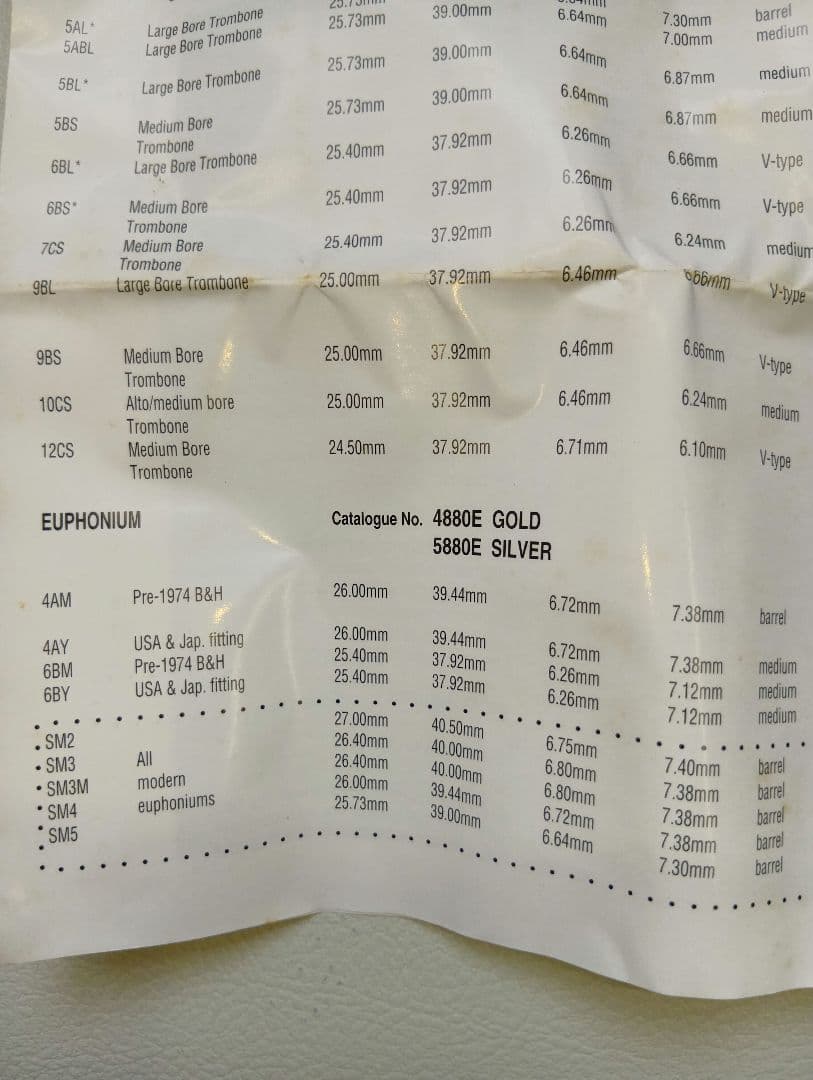 5AL* Large Bore Trombone 7.30mm barrel
5ABL Large Bore Trombone 25.73mm 39.00mm 6.64mm 7.00mm medium
5BL* Large Bore Trombone 25.73mm 39.00mm 6.64mm 6.87mm medium
5BS Medium Bore 25.73mm 39.00mm 6.64mm 6.87mm medium
Trombone
6BL* Large Bore Trombone 25.40mm 37.92mm 6.26mm 6.66mm V-type
6BS* Medium Bore 25.40mm 37.92mm 6.26mm 6.66mm V-type
Trombone
7CS Medium Bore 25.40mm 37.92mm 6.26mm 6.24mm medium
Trombone
9BL Large Bore Trombone 25.00mm 37.92mm 6.46mm 6.66mm V-type
9BS Medium Bore 25.00mm 37.92mm 6.46mm 6.66mm V-type
Trombone
10CS Alto/medium bore 25.00mm 37.92mm 6.46mm 6.24mm medium
Trombone
12CS Medium Bore 24.50mm 37.92mm 6.71mm 6.10mm V-type
Trombone
EUPHONIUM Catalogue No. 4880E GOLD
5880E SILVER
4AM Pre-1974 B&H 26.00mm 39.44mm 6.72mm 7.38mm barrel
4AY USA & Jap. fitting 26.00mm 39.44mm 6.72mm 7.38mm medium
6BM Pre-1974 B&H 25.40mm 37.92mm 6.26mm 7.12mm medium
6BY USA & Jap. fitting 25.40mm 37.92mm 6.26mm 7.12mm medium
SM2 27.00mm 40.50mm 6.75mm 7.40mm barrel
SM3 All 26.40mm 40.00mm 6.80mm 7.38mm barrel
SM3M modern 26.40mm 40.00mm 6.80mm 7.38mm barrel
SM4 euphoniums 26.00mm 39.44mm 6.72mm 7.38mm barrel
SM5 25.73mm 39.00mm 6.64mm 7.30mm barrel